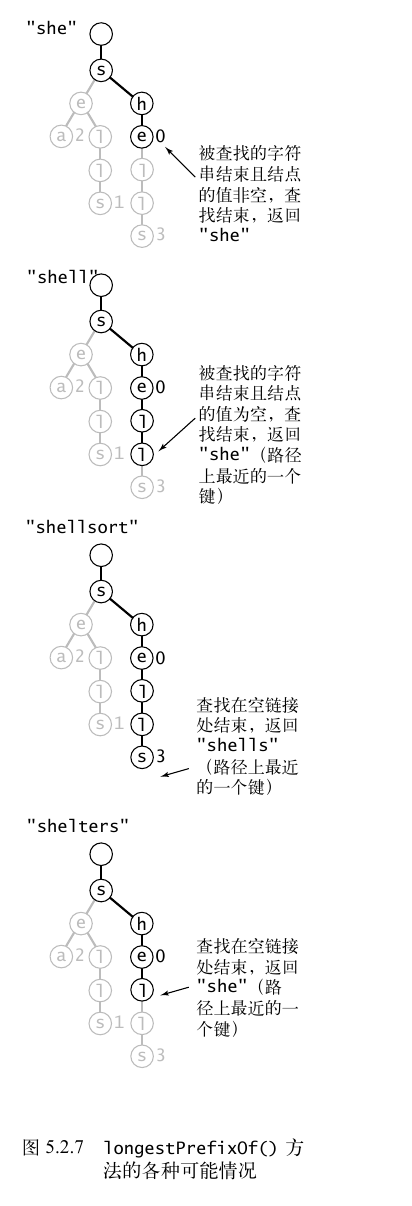 "she"
s
e h
a 2 l e 0
l l
s 1 l
s 3
被查找的字符
串结束且结点
的值非空，查
找结束，返回
"she"
"shell"
s
e h
a 2 l e 0
l l
s 1 l
s 3
被查找的字符
串结束且结点
的值为空，查
找结束，返回
"she"（路径
上最近的一个
键）
"shellsort"
s
e h
a 2 l e 0
l l
s 1 l
s 3
查找在空链接
处结束，返回
"shells"
（路径上最近
的一个键）
"shelters"
s
e h
a 2 l e 0
l l
s 1 l
s 3
查找在空链接
处结束，返回
"she"（路
径上最近的一
个键）
图 5.2.7 longestPrefixOf() 方
法的各种可能情况